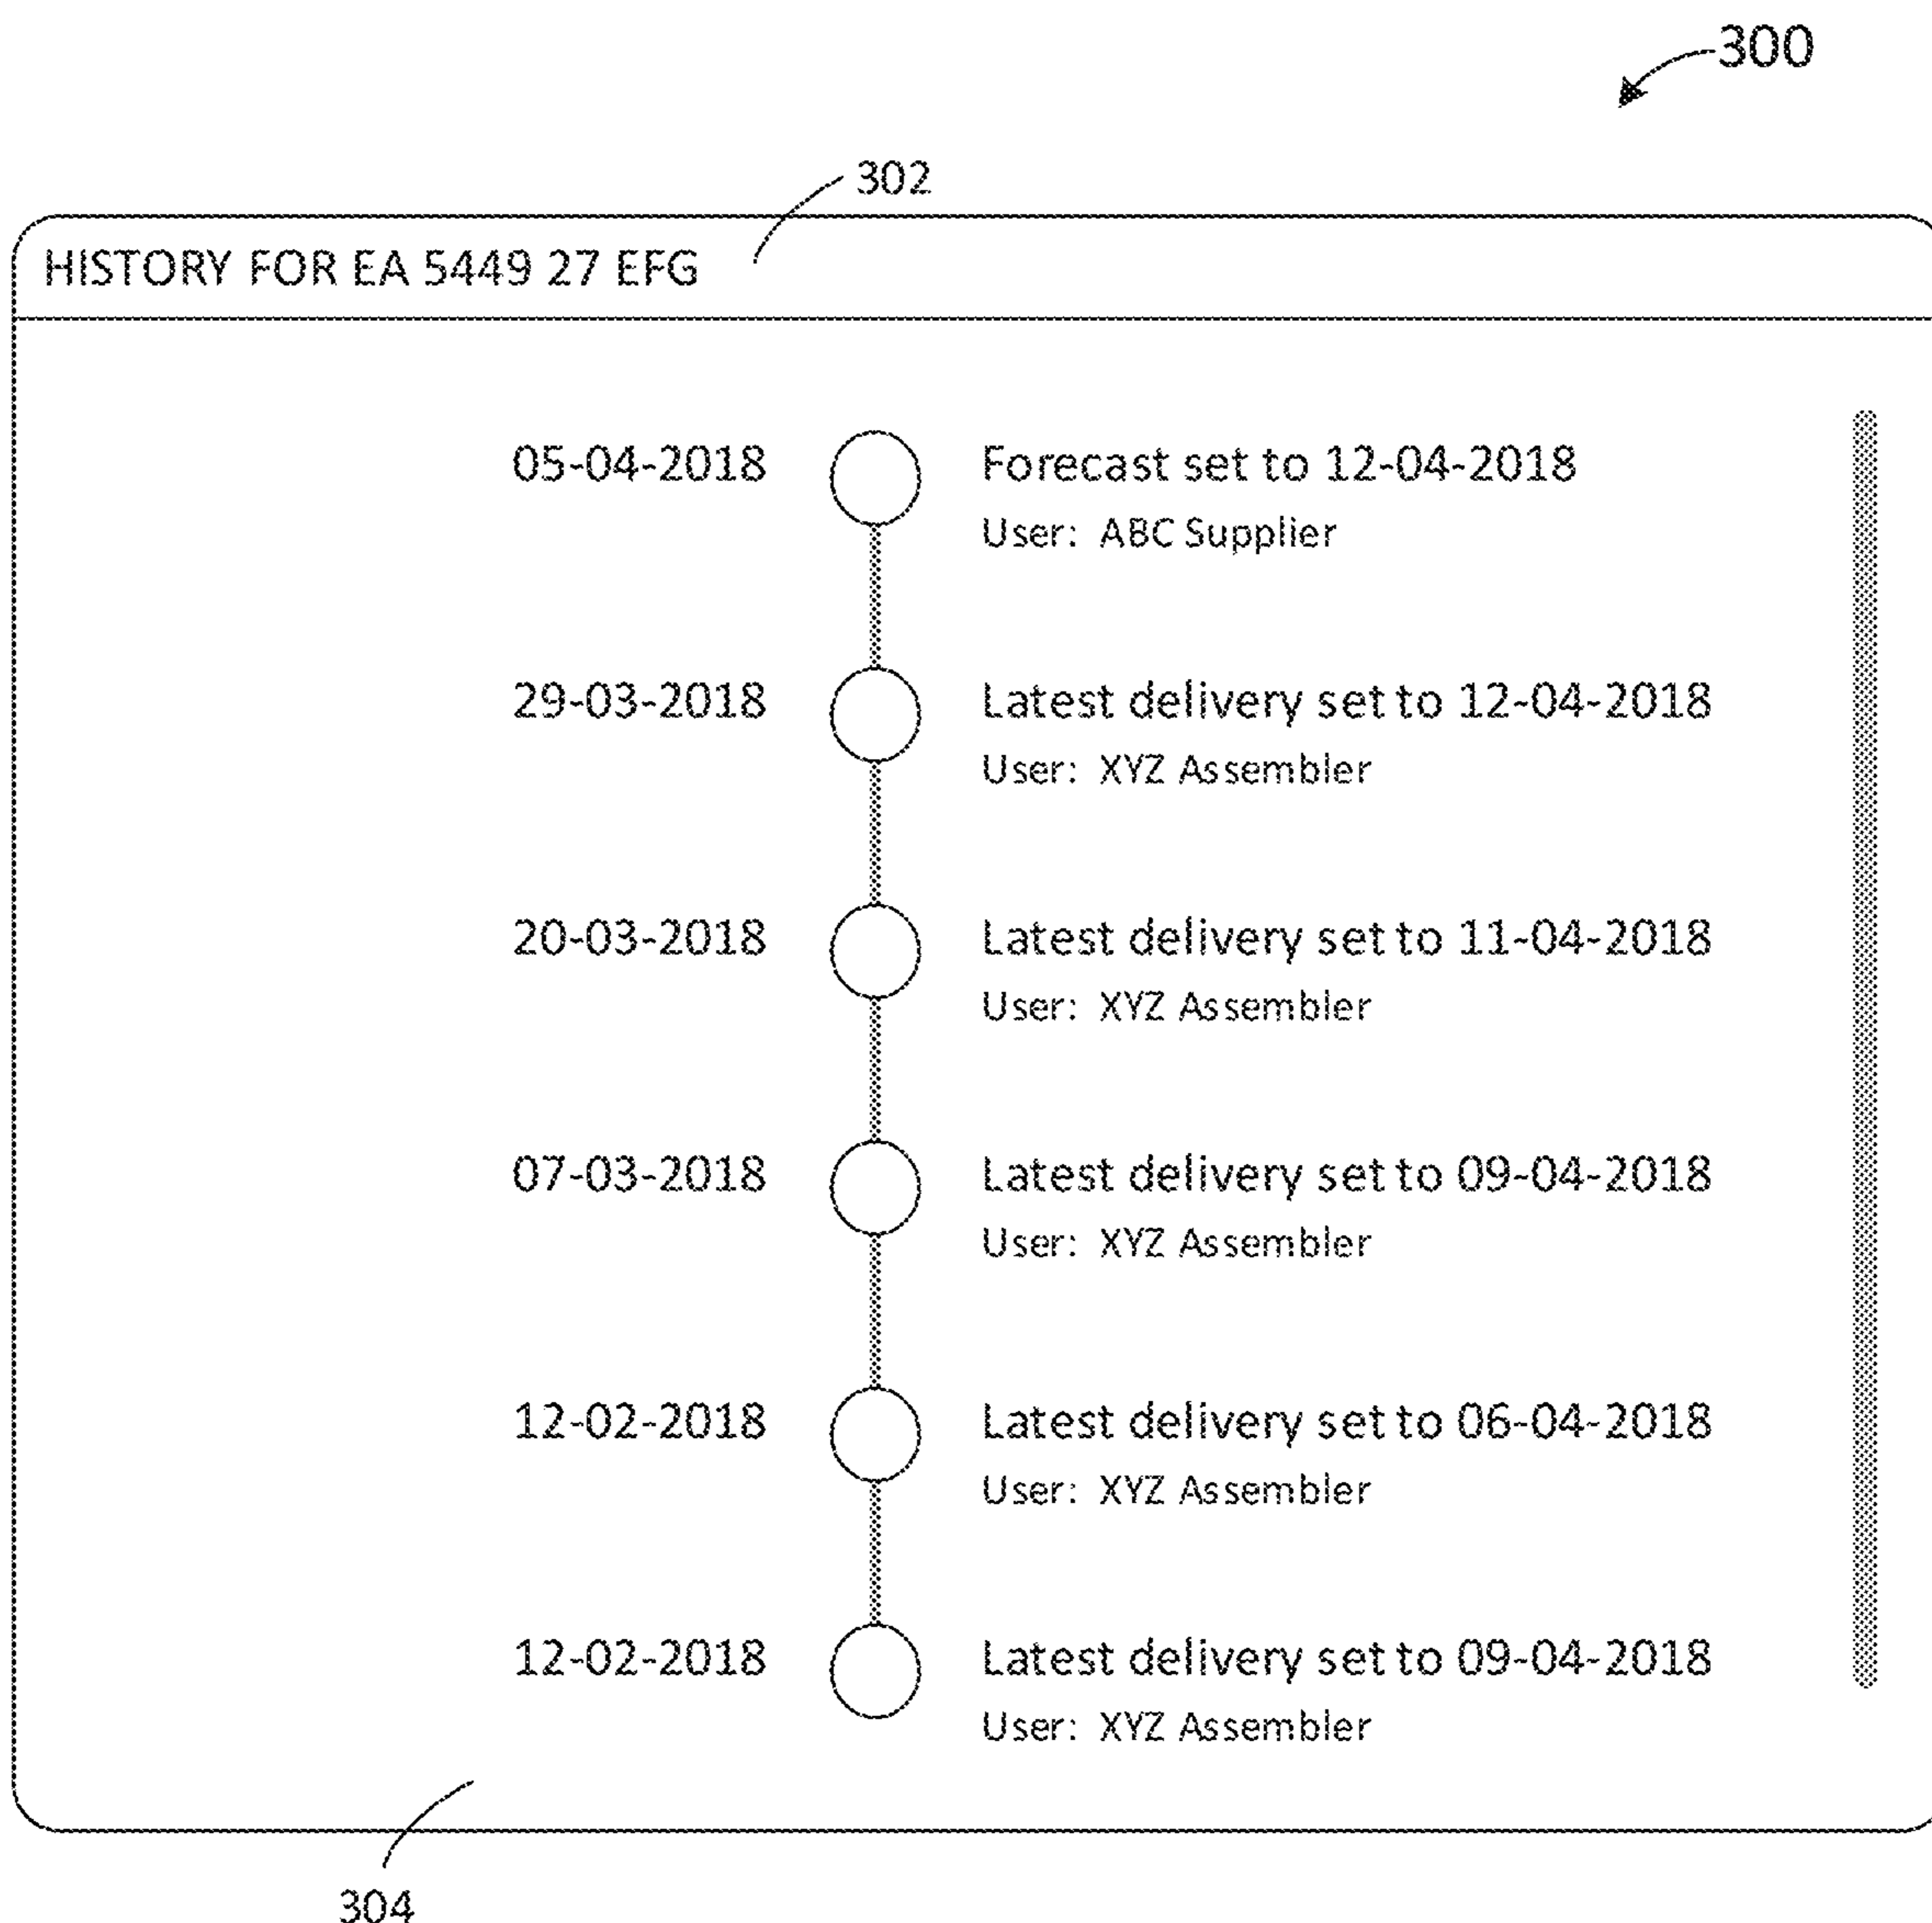 300
302
HISTORY FOR EA 5449 27 EFG
05-04-2018 Forecast set to 12-04-2018
User: ABC Supplier
29-03-2018 Latest delivery set to 12-04-2018
User: XYZ Assembler
20-03-2018 Latest delivery set to 11-04-2018
User: XYZ Assembler
07-03-2018 Latest delivery set to 09-04-2018
User: XYZ Assembler
12-02-2018 Latest delivery set to 06-04-2018
User: XYZ Assembler
12-02-2018 Latest delivery set to 09-04-2018
User: XYZ Assembler
304